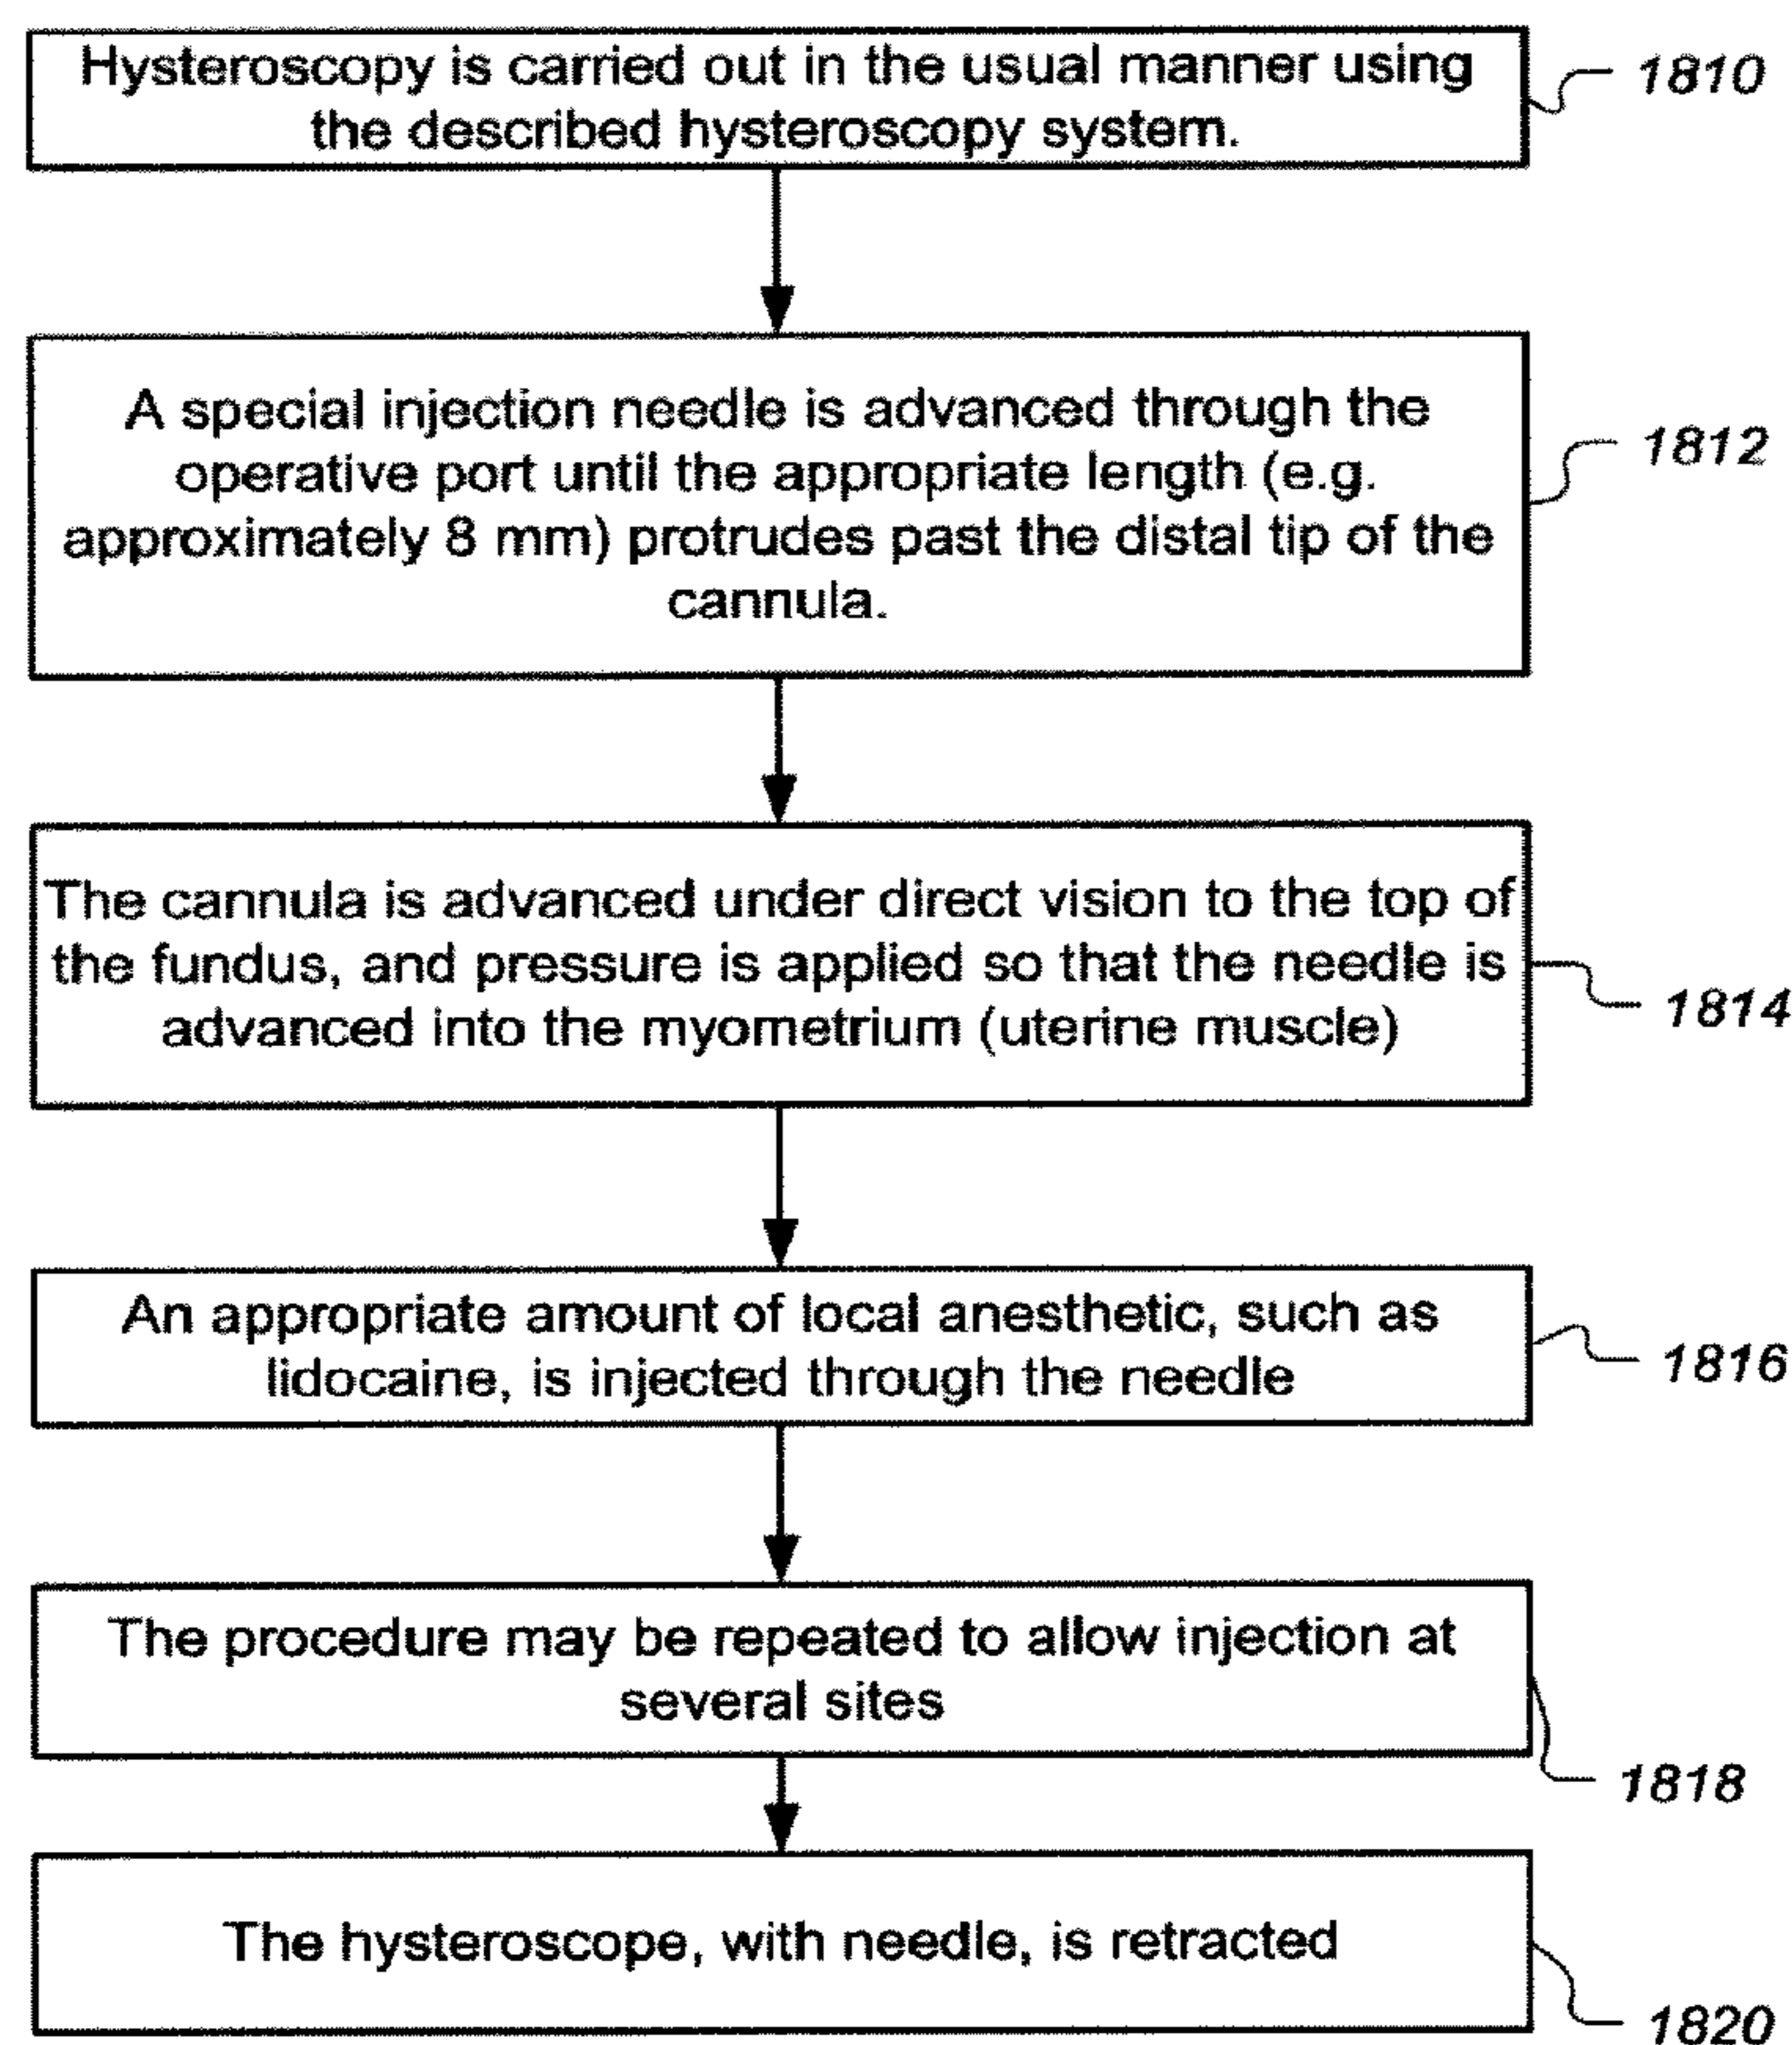 Hysteroscopy is carried out in the usual manner using
the described hysteroscopy system.
1810
A special injection needle is advanced through the
operative port until the appropriate length (e.g.
approximately 8 mm) protrudes past the distal tip of the
cannula.
1812
The cannula is advanced under direct vision to the top of
the fundus, and pressure is applied so that the needle is
advanced into the myometrium (uterine muscle)
1814
An appropriate amount of local anesthetic, such as
lidocaine, is injected through the needle
1816
The procedure may be repeated to allow injection at
several sites
1818
The hysteroscope, with needle, is retracted
1820